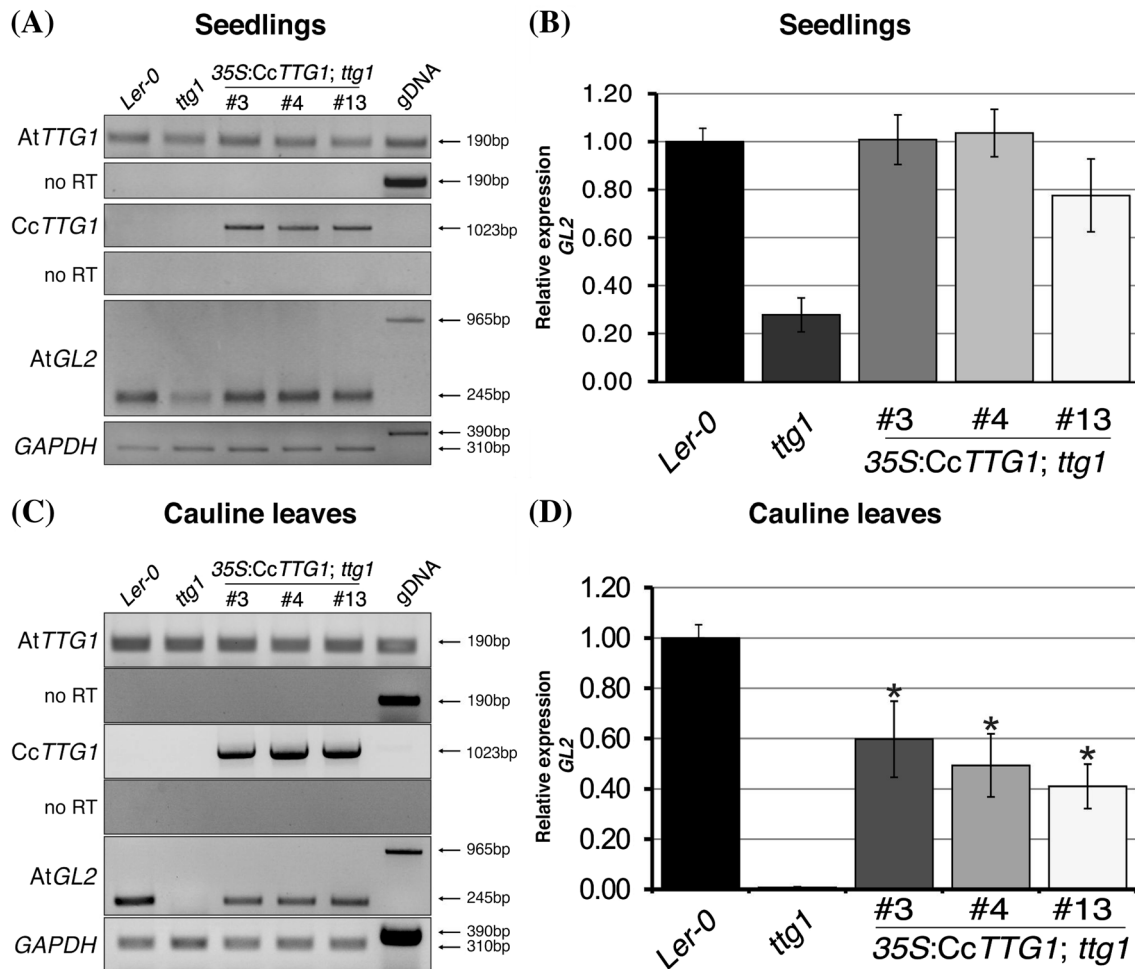 (A) Seedlings
Ler-0 ttg1 35S:CcTTG1; ttg1 gDNA
#3 #4 #13
AtTTG1 190bp
no RT 190bp
CcTTG1 1023bp
no RT
965bp
AtGL2
245bp
390bp
GAPDH 310bp
(B) Seedlings
Relative expression
GL2
1.20
1.00
0.80
0.60
0.40
0.20
0.00
Ler-0 ttg1 #3 #4 #13
35S:CcTTG1; ttg1
(C) Cauline leaves
Ler-0 ttg1 35S:CcTTG1; ttg1 gDNA
#3 #4 #13
AtTTG1 190bp
no RT 190bp
CcTTG1 1023bp
no RT
965bp
AtGL2
245bp
390bp
GAPDH 310bp
(D) Cauline leaves
Relative expression
GL2
1.20
1.00
0.80
0.60
0.40
0.20
0.00
* * *
Ler-0 ttg1 #3 #4 #13
35S:CcTTG1; ttg1